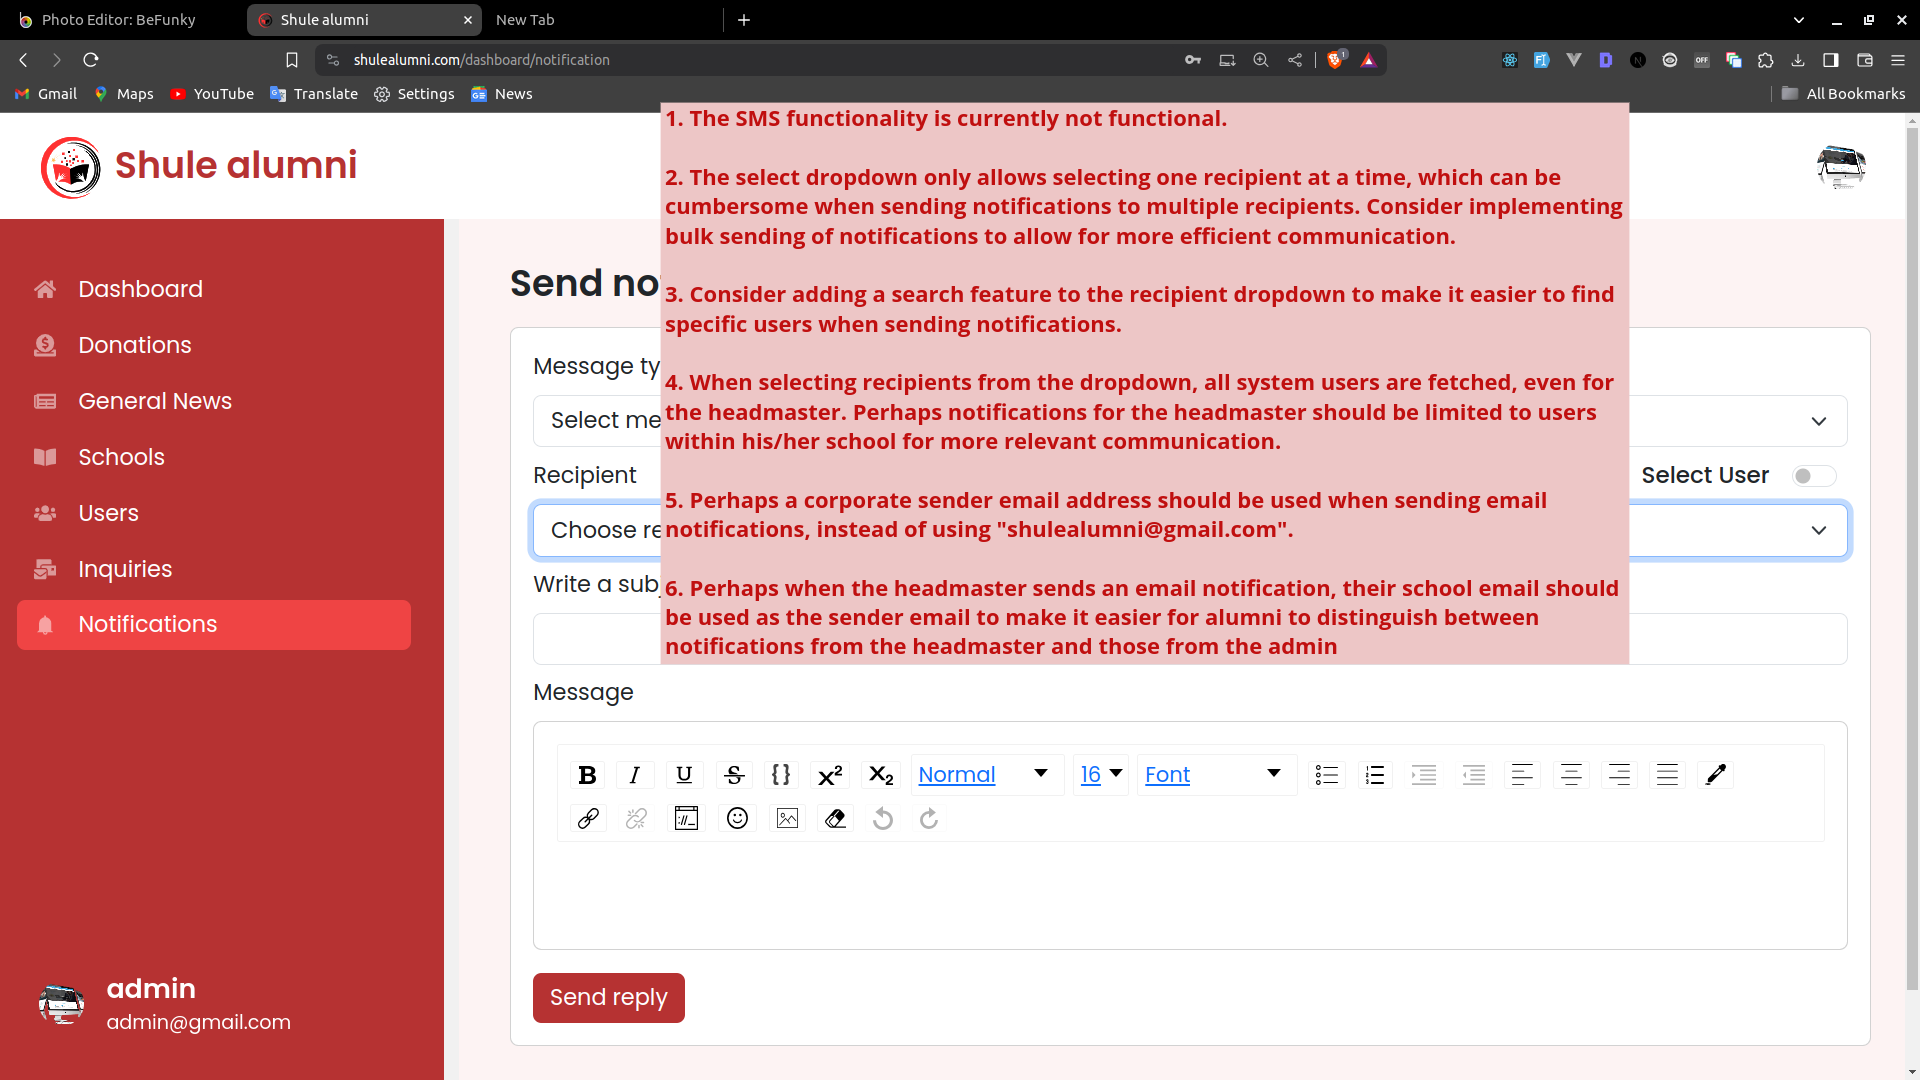 Photo Editor: BeFunky
Shule alumni
New Tab
shulealumni.com/dashboard/notification
1
OFF
Gmail
Maps
YouTube
Translate
Settings
News
All Bookmarks
Shule alumni
Dashboard
Donations
General News
Schools
Users
Inquiries
Notifications
admin
admin@gmail.com
1. The SMS functionality is currently not functional.
2. The select dropdown only allows selecting one recipient at a time, which can be
cumbersome when sending notifications to multiple recipients. Consider implementing
bulk sending of notifications to allow for more efficient communication.
3. Consider adding a search feature to the recipient dropdown to make it easier to find
specific users when sending notifications.
4. When selecting recipients from the dropdown, all system users are fetched, even for
the headmaster. Perhaps notifications for the headmaster should be limited to users
within his/her school for more relevant communication.
5. Perhaps a corporate sender email address should be used when sending email
notifications, instead of using "shulealumni@gmail.com".
6. Perhaps when the headmaster sends an email notification, their school email should
be used as the sender email to make it easier for alumni to distinguish between
notifications from the headmaster and those from the admin
Send no
Message ty
Select me
Recipient
Select User
Choose re
Write a sub
Message
B I U S {} X² X₂ Normal 16 Font
Send reply